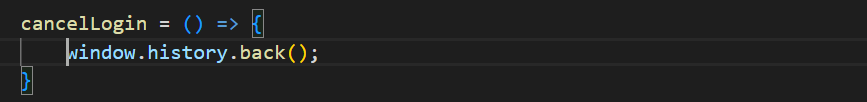 cancelLogin = () => {
    window.history.back();
}